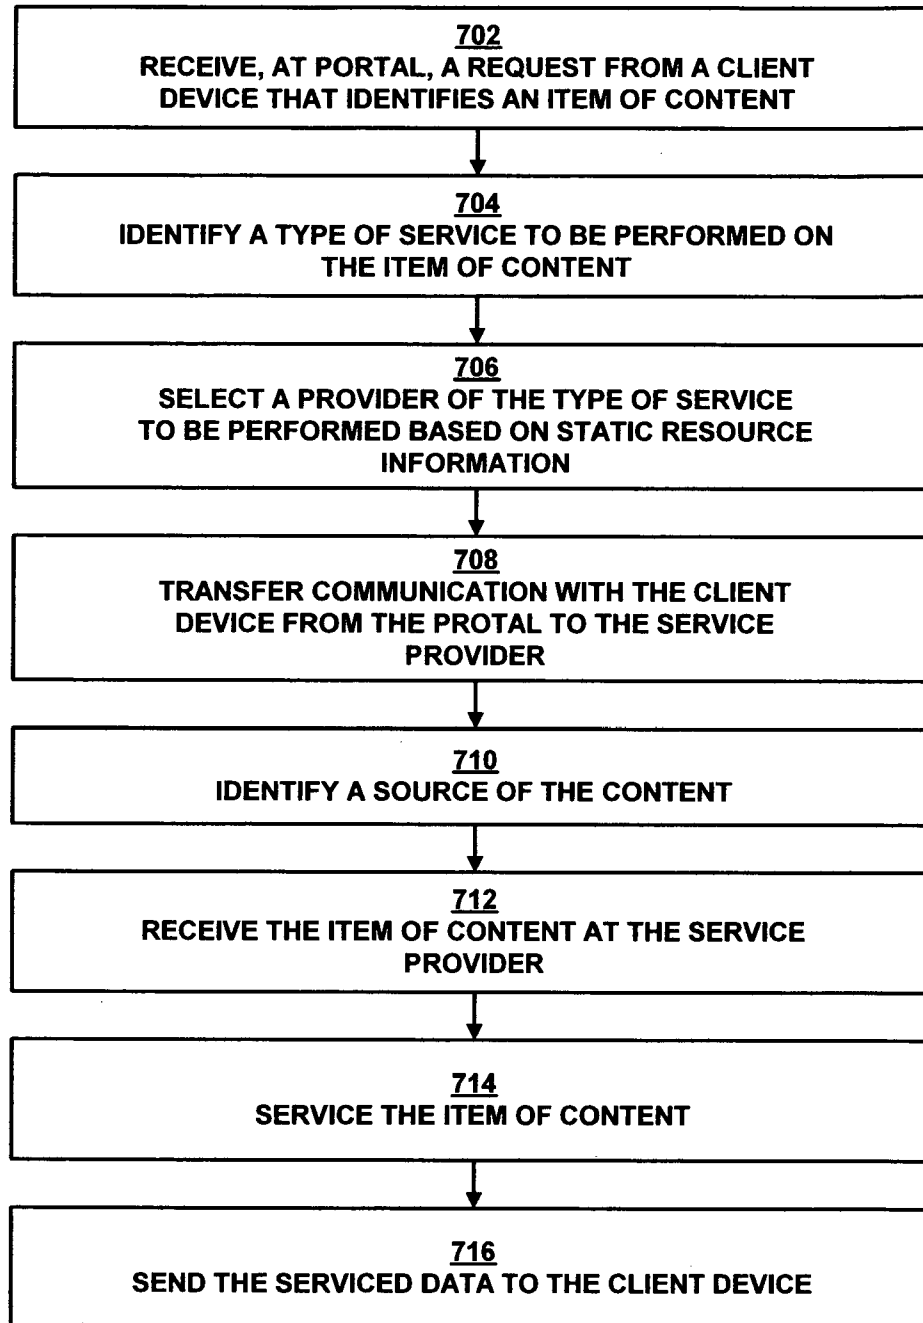 702
RECEIVE, AT PORTAL, A REQUEST FROM A CLIENT
DEVICE THAT IDENTIFIES AN ITEM OF CONTENT
704
IDENTIFY A TYPE OF SERVICE TO BE PERFORMED ON
THE ITEM OF CONTENT
706
SELECT A PROVIDER OF THE TYPE OF SERVICE
TO BE PERFORMED BASED ON STATIC RESOURCE
INFORMATION
708
TRANSFER COMMUNICATION WITH THE CLIENT
DEVICE FROM THE PROTAL TO THE SERVICE
PROVIDER
710
IDENTIFY A SOURCE OF THE CONTENT
712
RECEIVE THE ITEM OF CONTENT AT THE SERVICE
PROVIDER
714
SERVICE THE ITEM OF CONTENT
716
SEND THE SERVICED DATA TO THE CLIENT DEVICE